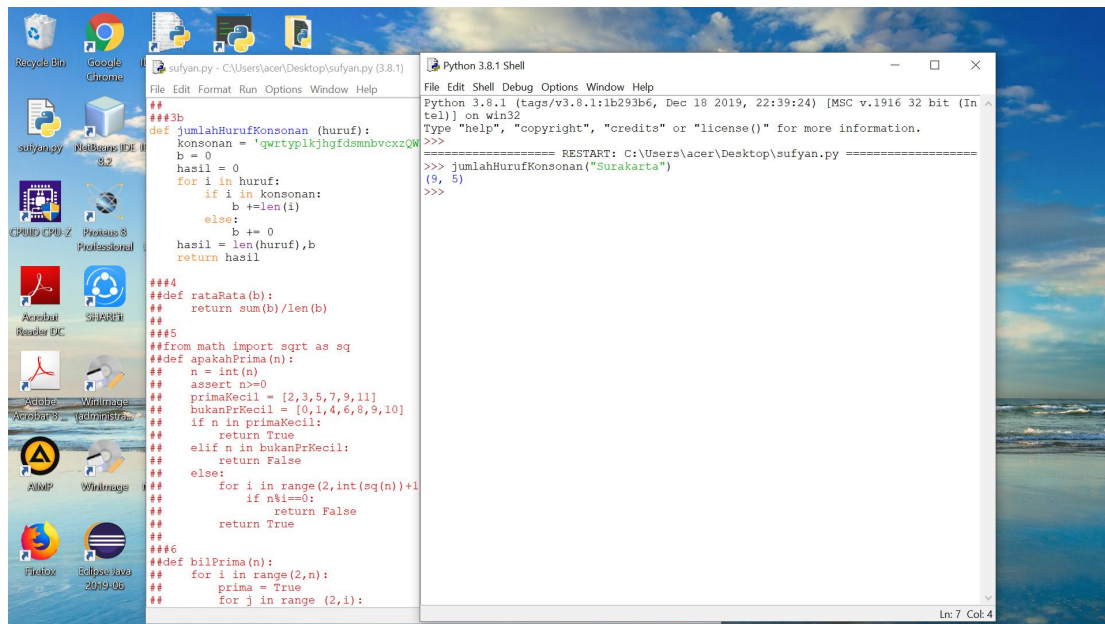 Recycle Bin
Google Chrome
sufyan.py
NetBeans IDE 8.2
CPUID CPU-Z
Proteus 8 Professional
Acrobat Reader DC
SHAREit
Adobe Acrobat 8 ...
WinImage (administra...
AIMP
WinImage
Firefox
Eclipse Java 2019-06
sufyan.py - C:\Users\acer\Desktop\sufyan.py (3.8.1)
File Edit Format Run Options Window Help
##
###3b
def jumlahHurufKonsonan (huruf):
    konsonan = 'qwrtyplkjhgfdsmnbvcxzQW
    b = 0
    hasil = 0
    for i in huruf:
        if i in konsonan:
            b +=len(i)
        else:
            b += 0
    hasil = len(huruf),b
    return hasil
###4
##def rataRata(b):
##    return sum(b)/len(b)
##
###5
##from math import sqrt as sq
##def apakahPrima(n):
##    n = int(n)
##    assert n>=0
##    primaKecil = [2,3,5,7,9,11]
##    bukanPrKecil = [0,1,4,6,8,9,10]
##    if n in primaKecil:
##        return True
##    elif n in bukanPrKecil:
##        return False
##    else:
##        for i in range(2,int(sq(n))+1
##            if n%i==0:
##                return False
##        return True
##
###6
##def bilPrima(n):
##    for i in range(2,n):
##        prima = True
##        for j in range (2,i):
Python 3.8.1 Shell
File Edit Shell Debug Options Window Help
Python 3.8.1 (tags/v3.8.1:1b293b6, Dec 18 2019, 22:39:24) [MSC v.1916 32 bit (In
tel)] on win32
Type "help", "copyright", "credits" or "license()" for more information.
>>>
=================== RESTART: C:\Users\acer\Desktop\sufyan.py ===================
>>> jumlahHurufKonsonan("Surakarta")
(9, 5)
>>>
Ln: 7 Col: 4